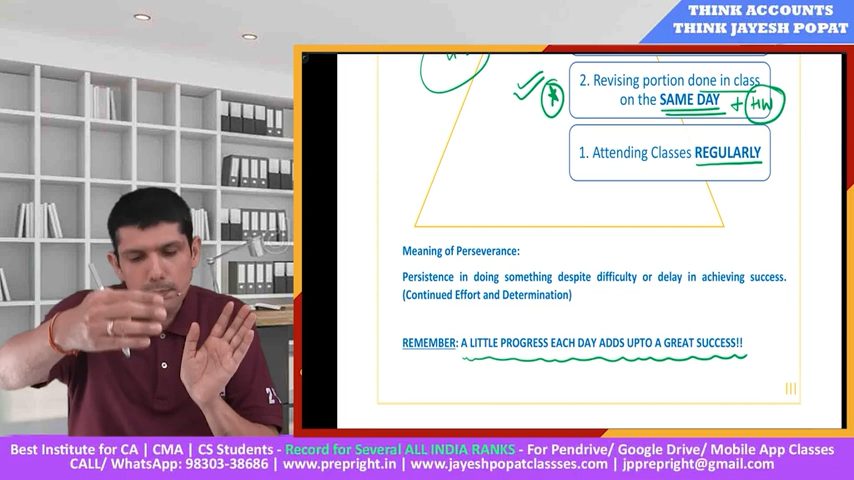 THINK ACCOUNTS
THINK JAYESH POPAT
2. Revising portion done in class
on the SAME DAY + HW
1. Attending Classes REGULARLY
Meaning of Perseverance:
Persistence in doing something despite difficulty or delay in achieving success.
(Continued Effort and Determination)
REMEMBER: A LITTLE PROGRESS EACH DAY ADDS UPTO A GREAT SUCCESS!!
III
Best Institute for CA | CMA | CS Students - Record for Several ALL INDIA RANKS - For Pendrive/ Google Drive/ Mobile App Classes
CALL/ WhatsApp: 98303-38686 | www.prepright.in | www.jayeshpopatclassses.com | jpprepright@gmail.com